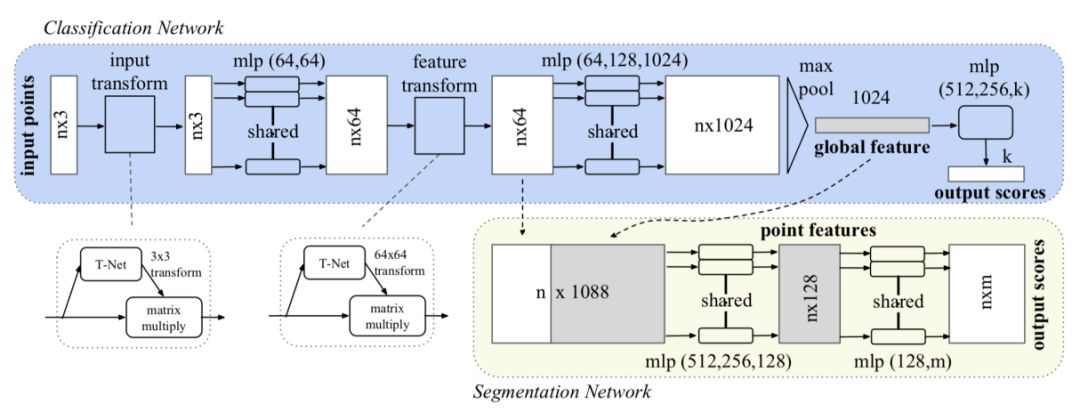 Classification Network
input points
nx3
input
transform
nx3
mlp (64,64)
shared
nx64
feature
transform
nx64
mlp (64,128,1024)
shared
nx1024
max
pool
1024
global feature
mlp
(512,256,k)
k
output scores
T-Net
3x3
transform
matrix
multiply
T-Net
64x64
transform
matrix
multiply
point features
n x 1088
shared
mlp (512,256,128)
nx128
shared
mlp (128,m)
nxm
output scores
Segmentation Network